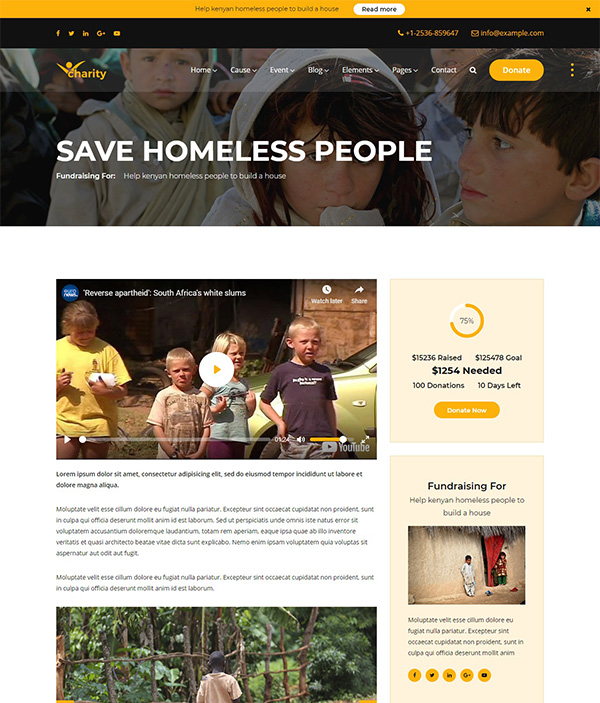 Help kenyan homeless people to build a house Read more ×
+1-2536-859647 info@example.com
charity Home Cause Event Blog Elements Pages Contact Donate
SAVE HOMELESS PEOPLE
Fundraising For: Help kenyan homeless people to build a house
euro news. 'Reverse apartheid': South Africa's white slums
Watch later Share
01:24
YouTube
75%
$15236 Raised $125478 Goal
$1254 Needed
100 Donations 10 Days Left
Donate Now
Lorem ipsum dolor sit amet, consectetur adipisicing elit, sed do eiusmod tempor incididunt ut labore et
dolore magna aliqua.
Moluptate velit esse cillum dolore eu fugiat nulla pariatur. Excepteur sint occaecat cupidatat non proident, sunt
in culpa qui officia deserunt mollit anim id est laborum. Sed ut perspiciatis unde omnis iste natus error sit
voluptatem accusantium doloremque laudantium, totam rem aperiam, eaque ipsa quae ab illo inventore
veritatis et quasi architecto beatae vitae dicta sunt explicabo. Nemo enim ipsam voluptatem quia voluptas sit
aspernatur aut odit aut fugit.
Moluptate velit esse cillum dolore eu fugiat nulla pariatur. Excepteur sint occaecat cupidatat non proident, sunt
in culpa qui officia deserunt mollit anim id est laborum.
Fundraising For
Help kenyan homeless people to
build a house
Moluptate velit esse cillum dolore eu
fugiat nulla pariatur. Excepteur sint
occaecat cupidatat non proident, sunt in
culpa qui officia deserunt mollit anim